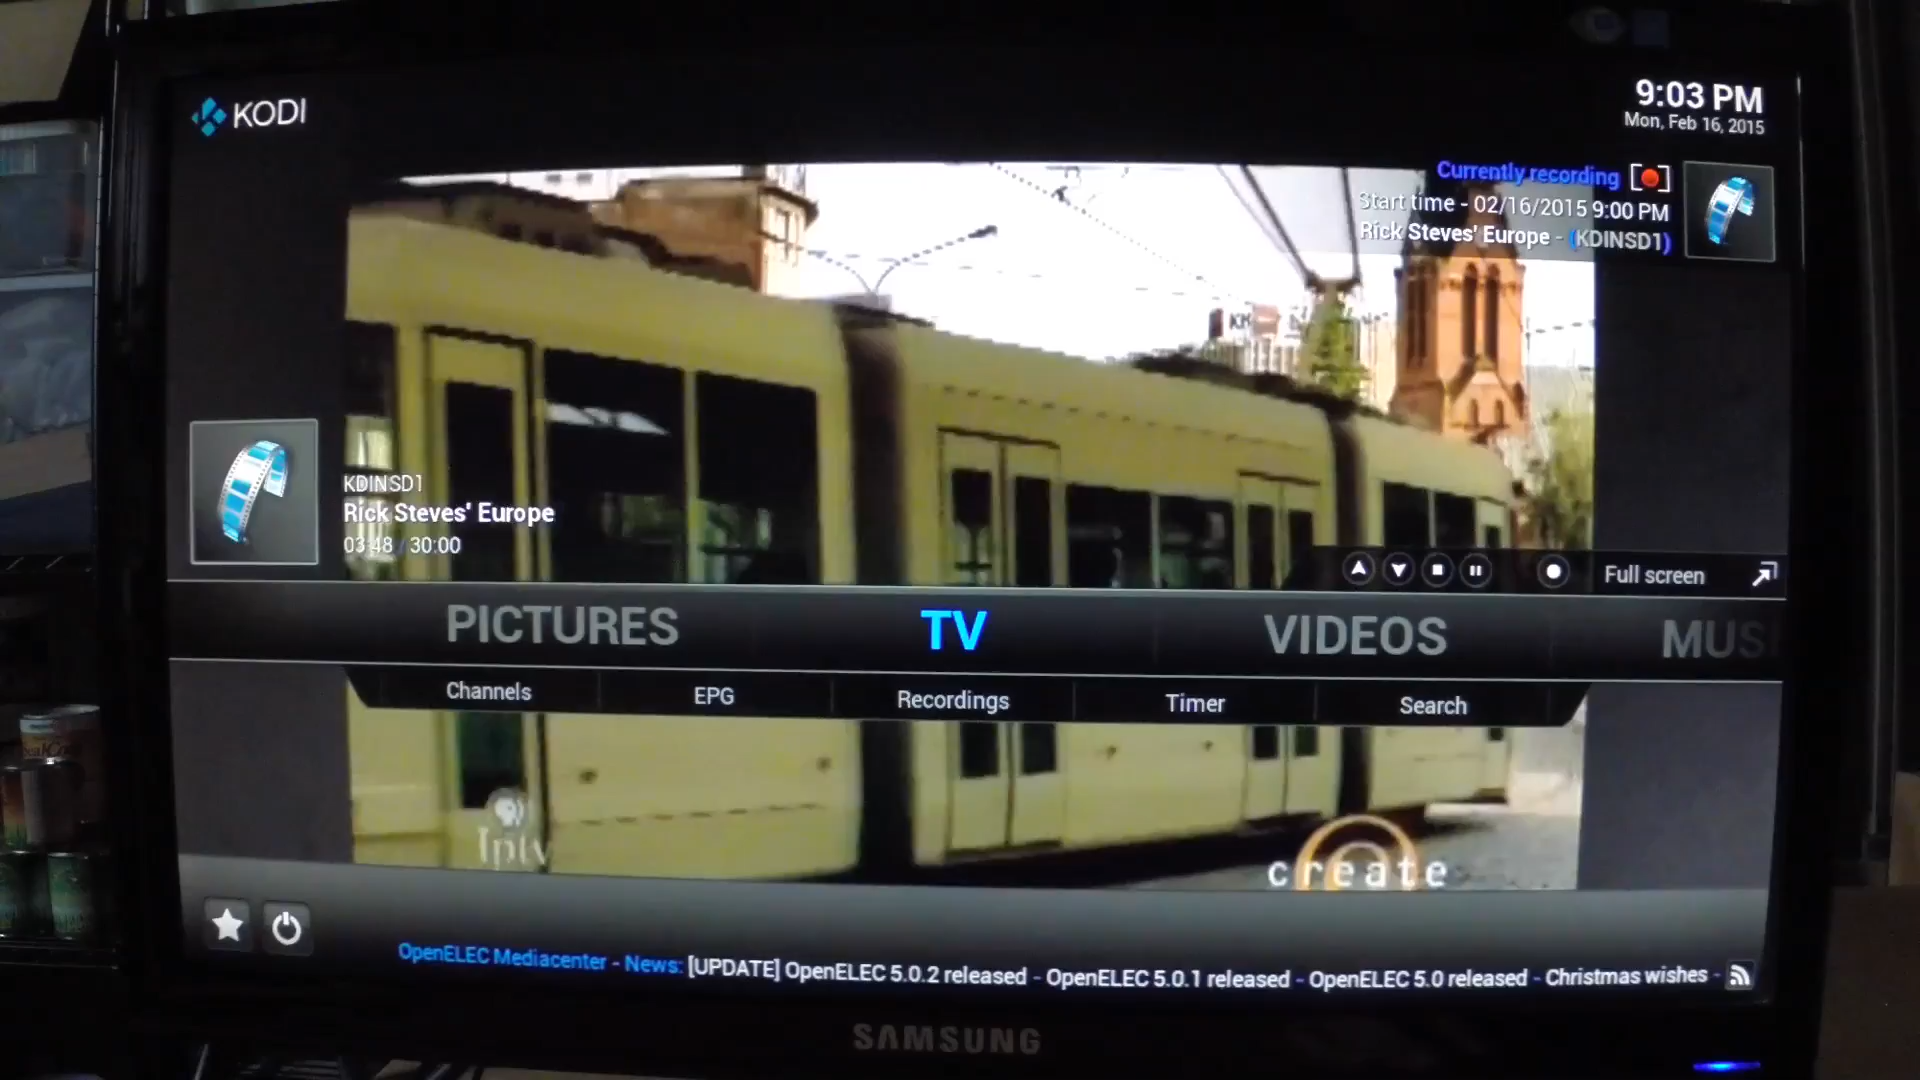 KODI
9:03 PM
Mon, Feb 16, 2015
Currently recording
Start time - 02/16/2015 9:00 PM
Rick Steves' Europe - (KDINSD1)
KDINSD1
Rick Steves' Europe
03:48 / 30:00
Full screen
PICTURES
TV
VIDEOS
MUSI
Channels
EPG
Recordings
Timer
Search
iptv
create
OpenELEC Mediacenter - News: [UPDATE] OpenELEC 5.0.2 released - OpenELEC 5.0.1 released - OpenELEC 5.0 released - Christmas wishes -
SAMSUNG